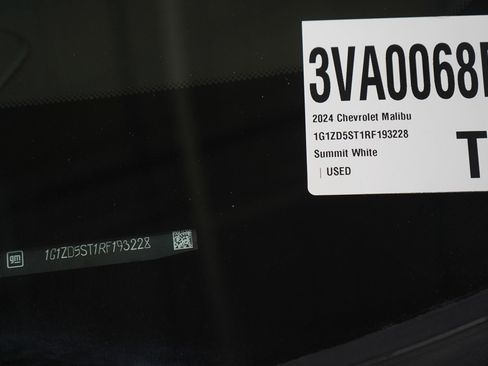 3VA0068
2024 Chevrolet Malibu
1G1ZD5ST1RF193228
Summit White
| USED
T
gm
1G1ZD5ST1RF193228